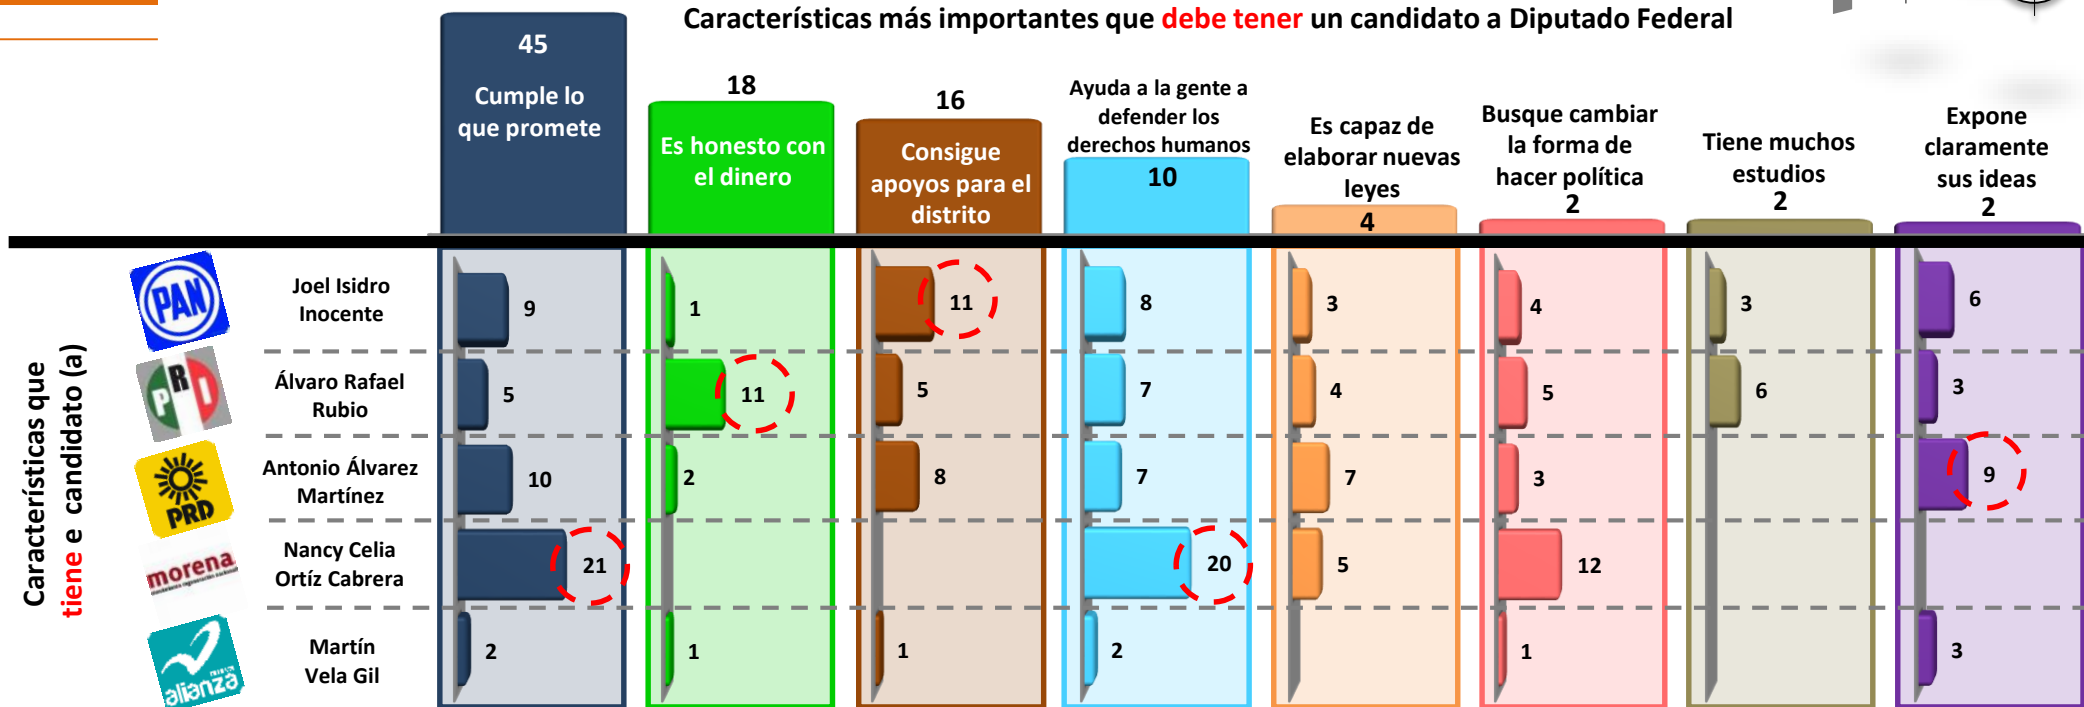 Características más importantes que debe tener un candidato a Diputado Federal
45
Cumple lo
que promete
18
Es honesto con
el dinero
16
Consigue
apoyos para el
distrito
Ayuda a la gente a
defender los
derechos humanos
10
Es capaz de
elaborar nuevas
leyes
4
Busque cambiar
la forma de
hacer política
2
Tiene muchos
estudios
2
Expone
claramente
sus ideas
2
Características que
tiene e candidato (a)
PAN
Joel Isidro
Inocente
9
1
11
8
3
4
3
6
PRI
Álvaro Rafael
Rubio
5
11
5
7
4
5
6
3
PRD
Antonio Álvarez
Martínez
10
2
8
7
7
3
9
morena
Nancy Celia
Ortíz Cabrera
21
20
5
12
alianza
Martín
Vela Gil
2
1
1
2
1
3